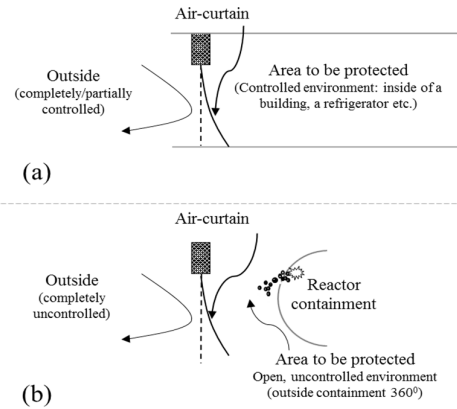 Air-curtain
Outside
(completely/partially
controlled)
Area to be protected
(Controlled environment: inside of a
building, a refrigerator etc.)
(a)
Air-curtain
Outside
(completely
uncontrolled)
Reactor
containment
Area to be protected
Open, uncontrolled environment
(outside containment 360⁰)
(b)